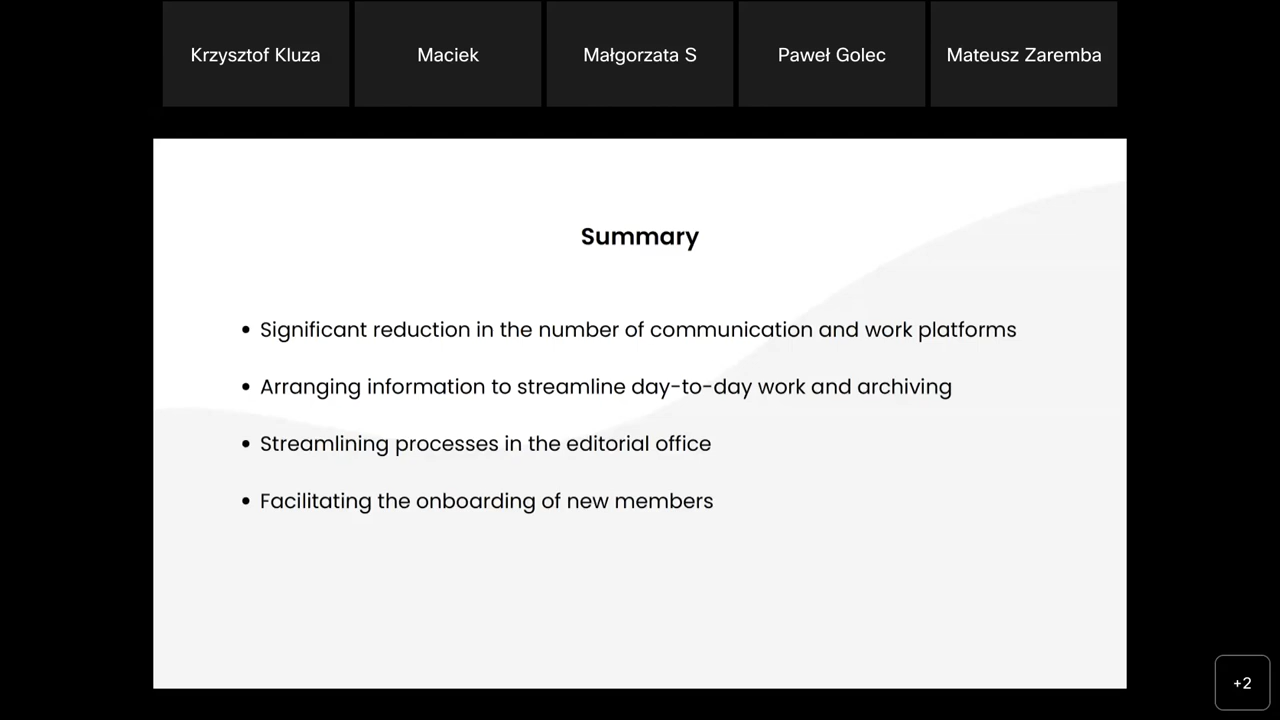 Krzysztof Kluza
Maciek
Małgorzata S
Paweł Golec
Mateusz Zaremba
Summary
• Significant reduction in the number of communication and work platforms
• Arranging information to streamline day-to-day work and archiving
• Streamlining processes in the editorial office
• Facilitating the onboarding of new members
+2